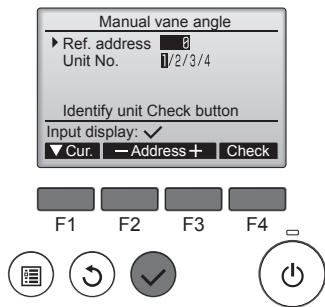 Manual vane angle
Ref. address 0
Unit No. 1/2/3/4
Identify unit Check button
Input display: ✓
▼ Cur. − Address + Check
F1 F2 F3 F4